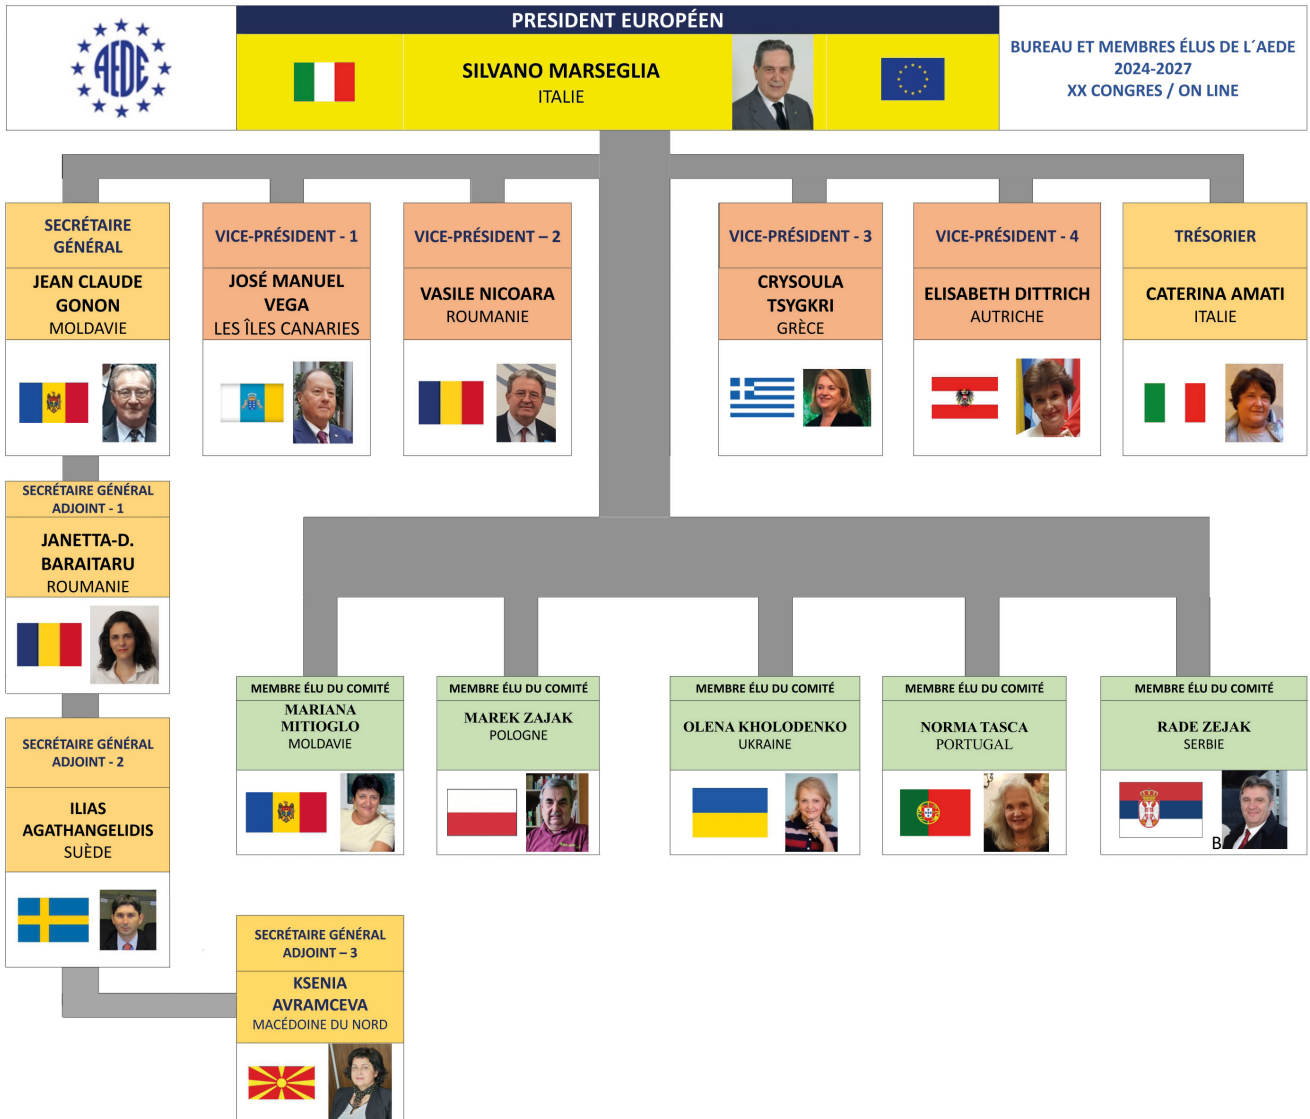 AEDE
PRESIDENT EUROPÉEN
SILVANO MARSEGLIA
ITALIE
BUREAU ET MEMBRES ÉLUS DE L´AEDE
2024-2027
XX CONGRES / ON LINE
SECRÉTAIRE
GÉNÉRAL
JEAN CLAUDE
GONON
MOLDAVIE
VICE-PRÉSIDENT - 1
JOSÉ MANUEL
VEGA
LES ÎLES CANARIES
VICE-PRÉSIDENT – 2
VASILE NICOARA
ROUMANIE
VICE-PRÉSIDENT - 3
CRYSOULA
TSYGKRI
GRÈCE
VICE-PRÉSIDENT - 4
ELISABETH DITTRICH
AUTRICHE
TRÉSORIER
CATERINA AMATI
ITALIE
SECRÉTAIRE GÉNÉRAL
ADJOINT - 1
JANETTA-D.
BARAITARU
ROUMANIE
SECRÉTAIRE GÉNÉRAL
ADJOINT - 2
ILIAS
AGATHANGELIDIS
SUÈDE
SECRÉTAIRE GÉNÉRAL
ADJOINT – 3
KSENIA
AVRAMCEVA
MACÉDOINE DU NORD
MEMBRE ÉLU DU COMITÉ
MARIANA
MITIOGLO
MOLDAVIE
MEMBRE ÉLU DU COMITÉ
MAREK ZAJAK
POLOGNE
MEMBRE ÉLU DU COMITÉ
OLENA KHOLODENKO
UKRAINE
MEMBRE ÉLU DU COMITÉ
NORMA TASCA
PORTUGAL
MEMBRE ÉLU DU COMITÉ
RADE ZEJAK
SERBIE
B